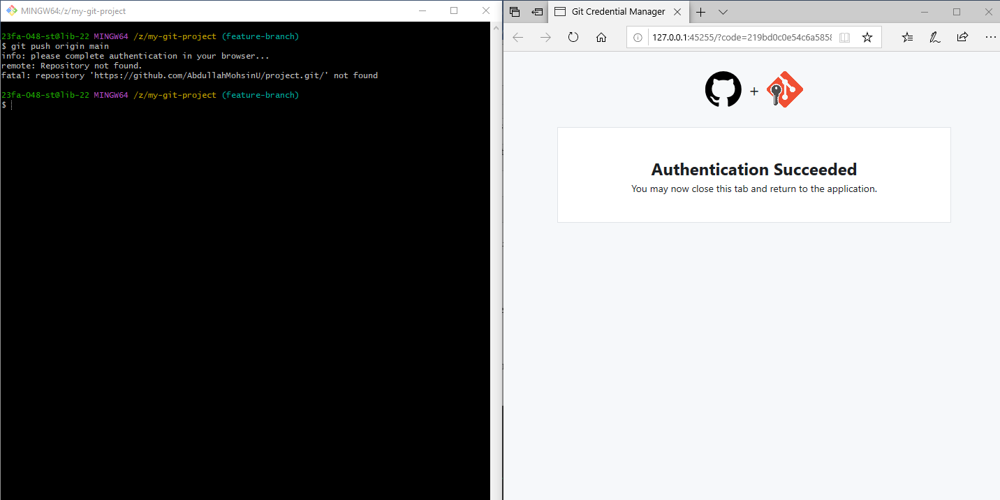 MINGW64:/z/my-git-project
23fa-048-st@lib-22 MINGW64 /z/my-git-project (feature-branch)
$ git push origin main
info: please complete authentication in your browser...
remote: Repository not found.
fatal: repository 'https://github.com/AbdullahMohsinU/project.git/' not found
23fa-048-st@lib-22 MINGW64 /z/my-git-project (feature-branch)
$
Git Credential Manager
127.0.0.1:45255/?code=219bd0c0e54c6a5858
+
Authentication Succeeded
You may now close this tab and return to the application.